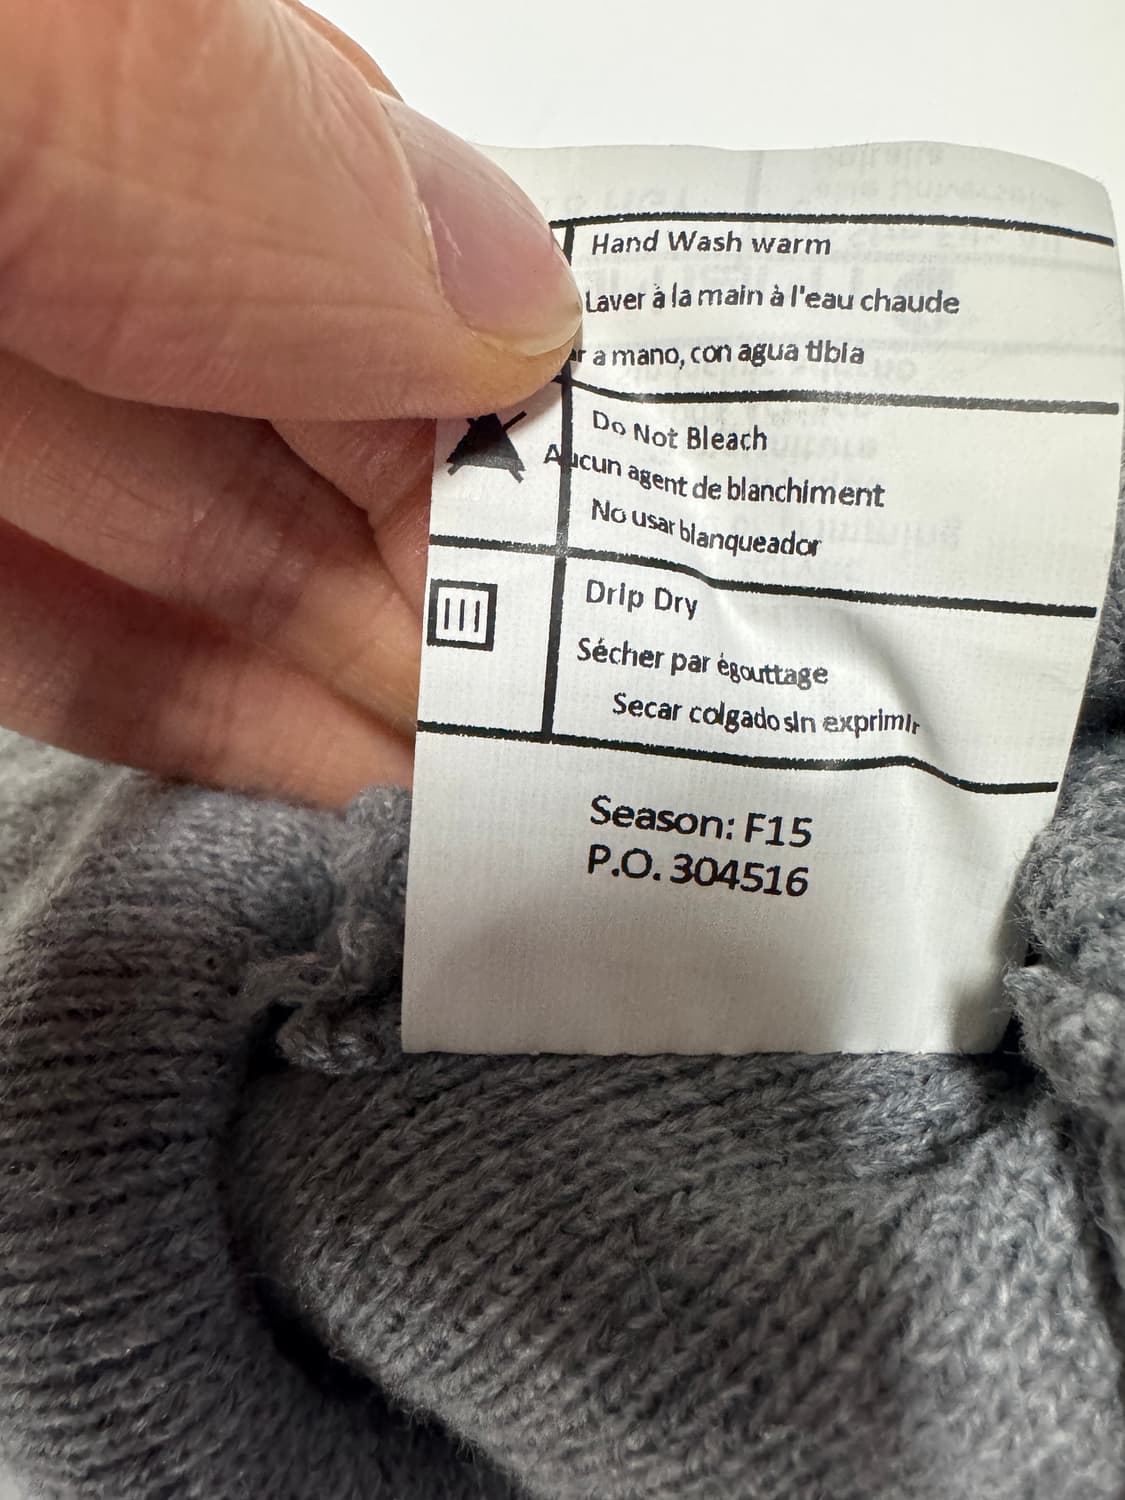 Hand Wash warm
Laver à la main à l'eau chaude
a mano, con agua tibia
Do Not Bleach
Aucun agent de blanchiment
No usar blanqueador
Drip Dry
Sécher par égouttage
Secar colgado sin exprimir
Season: F15
P.O. 304516